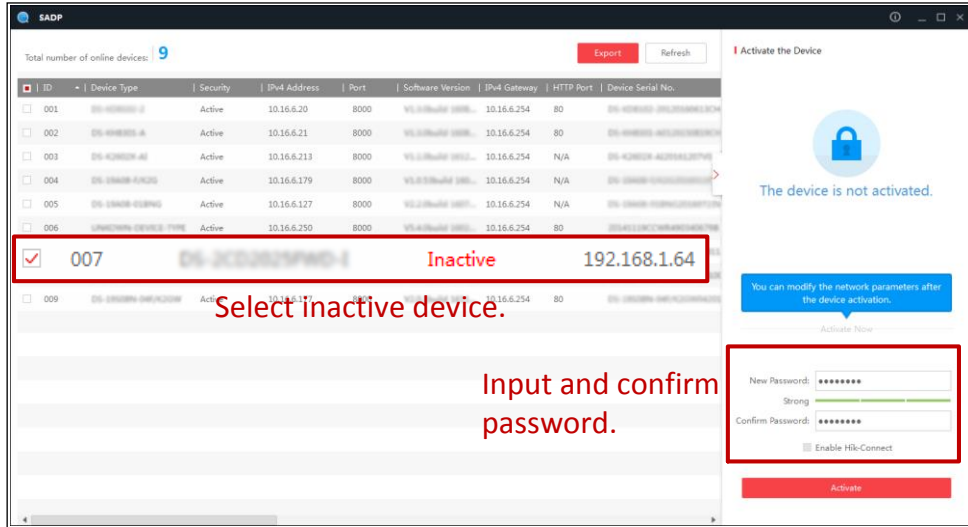 SADP
Total number of online devices: 9
Export
Refresh
Activate the Device
ID | Device Type | Security | IPv4 Address | Port | Software Version | IPv4 Gateway | HTTP Port | Device Serial No.
001 Active 10.16.6.20 8000 10.16.6.254 80
002 Active 10.16.6.21 8000 10.16.6.254 80
003 Active 10.16.6.213 8000 10.16.6.254 N/A
004 Active 10.16.6.179 8000 10.16.6.254 N/A
005 Active 10.16.6.127 8000 10.16.6.254 N/A
006 Active 10.16.6.250 8000 10.16.6.254 80
007 Inactive 192.168.1.64
009 10.16.6.254 80
Select inactive device.
The device is not activated.
You can modify the network parameters after
the device activation.
Activate Now
Input and confirm
password.
New Password: ●●●●●●●●
Strong
Confirm Password: ●●●●●●●●
Enable Hik-Connect
Activate